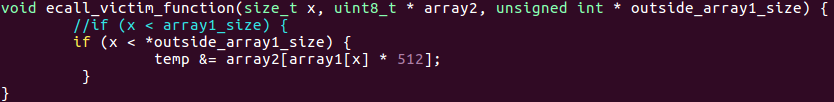 void ecall_victim_function(size_t x, uint8_t * array2, unsigned int * outside_array1_size) {
//if (x < array1_size) {
if (x < *outside_array1_size) {
temp &= array2[array1[x] * 512];
}
}